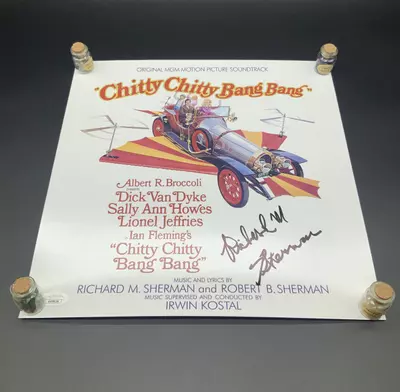 ORIGINAL MGM MOTION PICTURE SOUNDTRACK
"Chitty Chitty Bang Bang"
Albert R. Broccoli
Dick Van Dyke
Sally Ann Howes
Lionel Jeffries
Ian Fleming's
"Chitty Chitty
Bang Bang"
Richard M
Sherman
MUSIC AND LYRICS BY
RICHARD M. SHERMAN and ROBERT B. SHERMAN
MUSIC SUPERVISED AND CONDUCTED BY
IRWIN KOSTAL